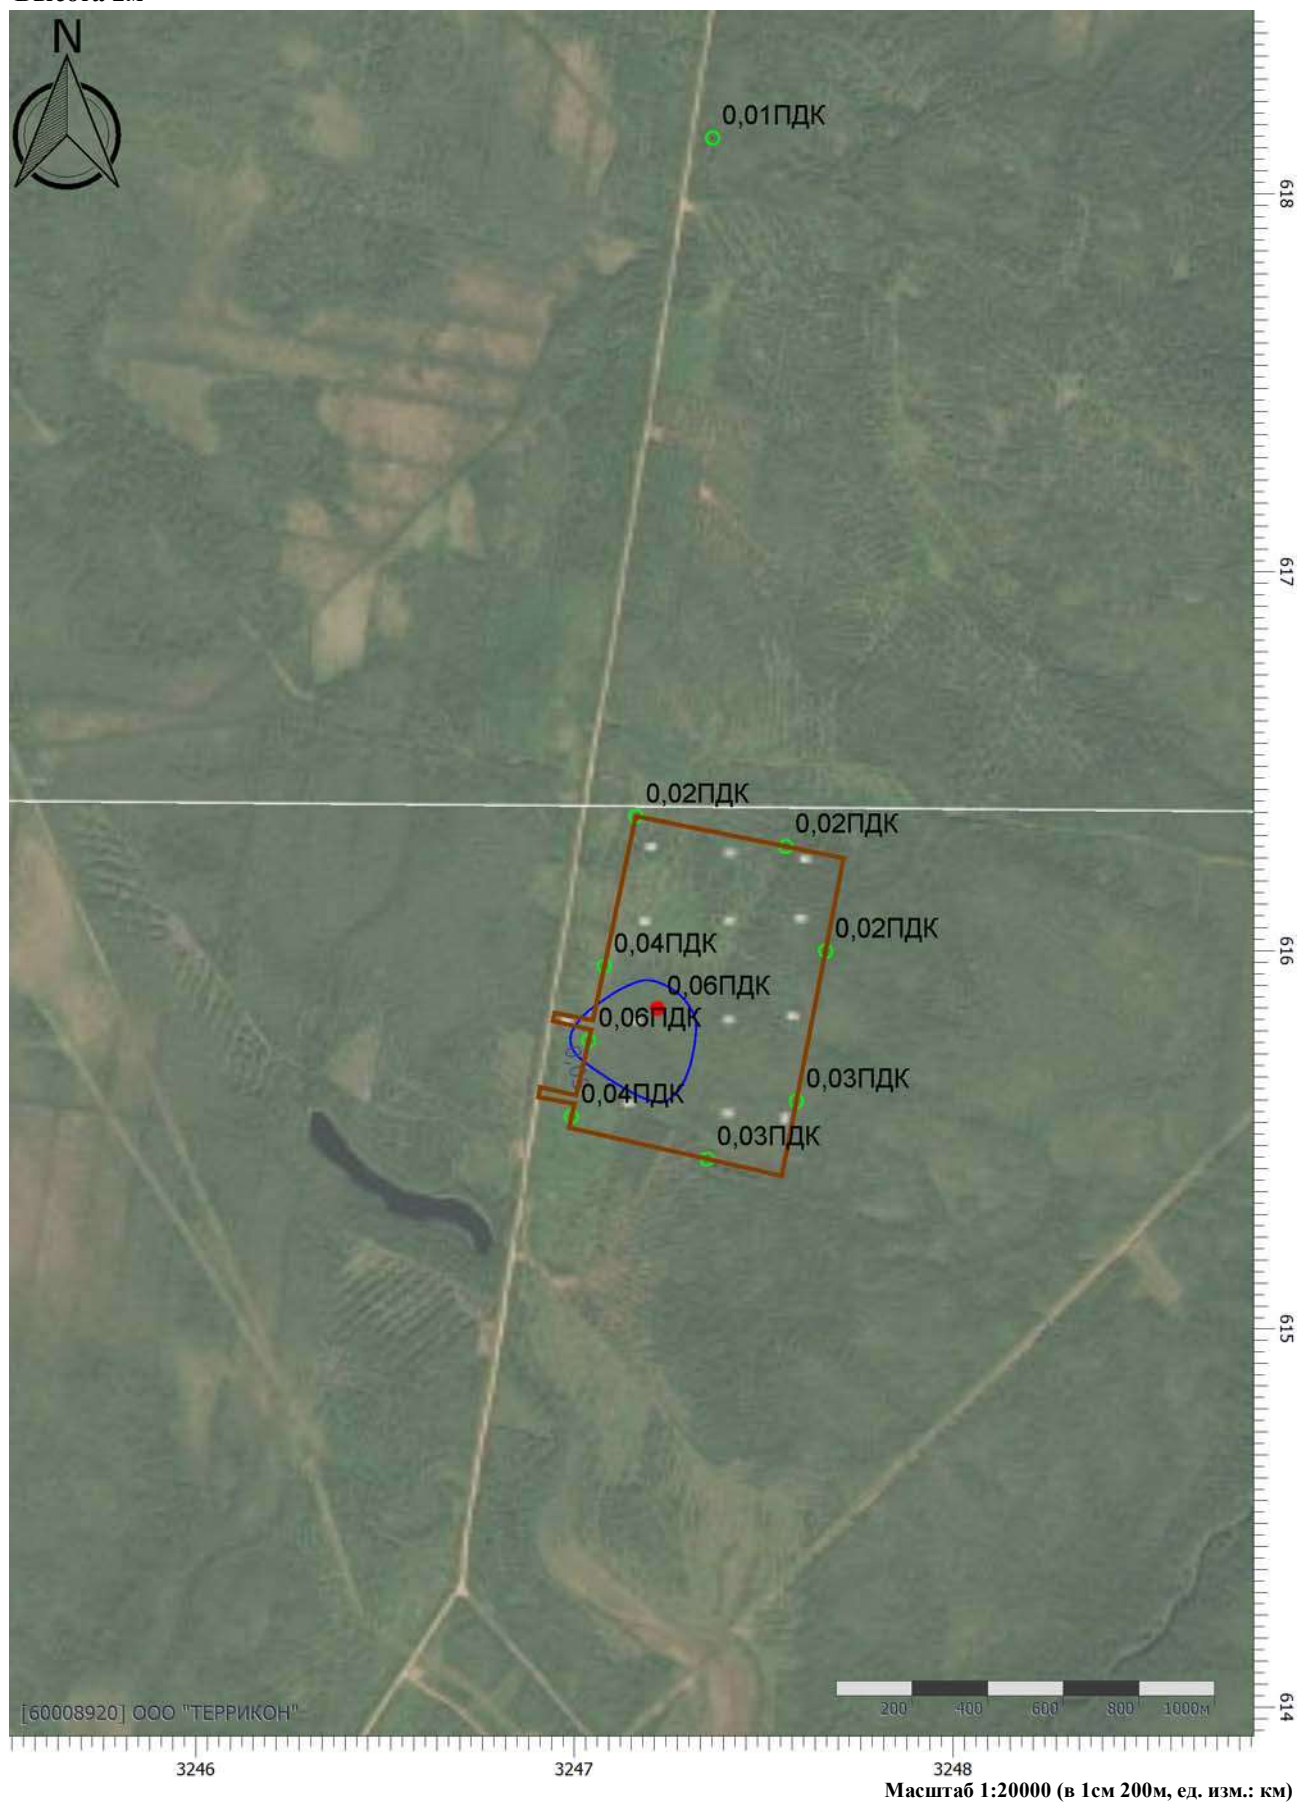 N
0,01ПДК
618
617
0,02ПДК
0,02ПДК
0,02ПДК
0,04ПДК
616
0,06ПДК
0,06ПДК
0,03ПДК
0,04ПДК
0,03ПДК
615
614
200 400 600 800 1000м
[60008920] ООО "ТЕРРИКОН"
3246 3247 3248
Масштаб 1:20000 (в 1см 200м, ед. изм.: км)